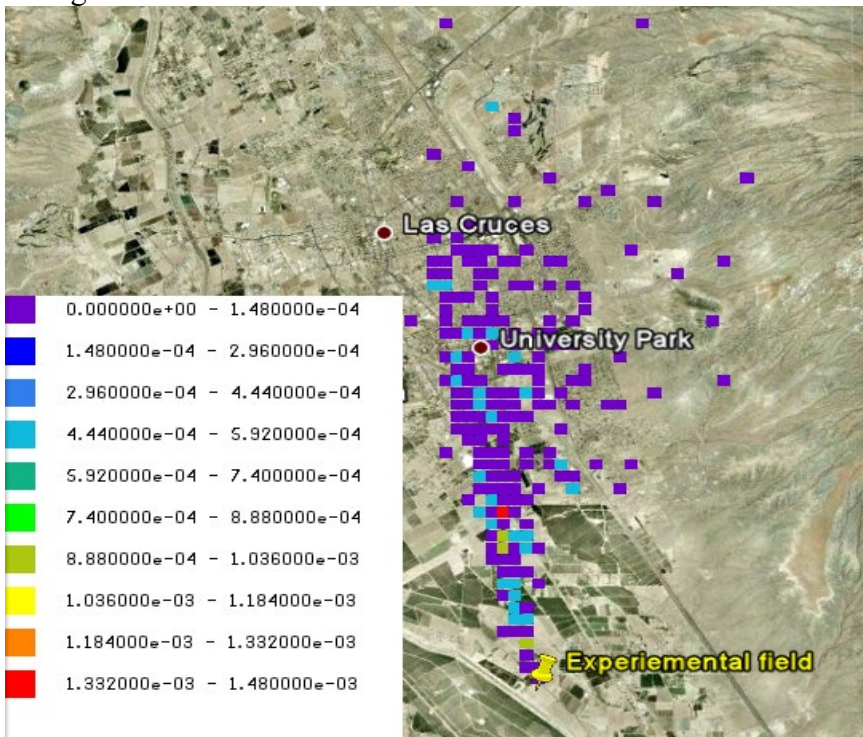 Las Cruces
University Park
0.000000e+00 - 1.480000e-04
1.480000e-04 - 2.960000e-04
2.960000e-04 - 4.440000e-04
4.440000e-04 - 5.920000e-04
5.920000e-04 - 7.400000e-04
7.400000e-04 - 8.880000e-04
8.880000e-04 - 1.036000e-03
1.036000e-03 - 1.184000e-03
1.184000e-03 - 1.332000e-03
1.332000e-03 - 1.480000e-03
Experiemental field